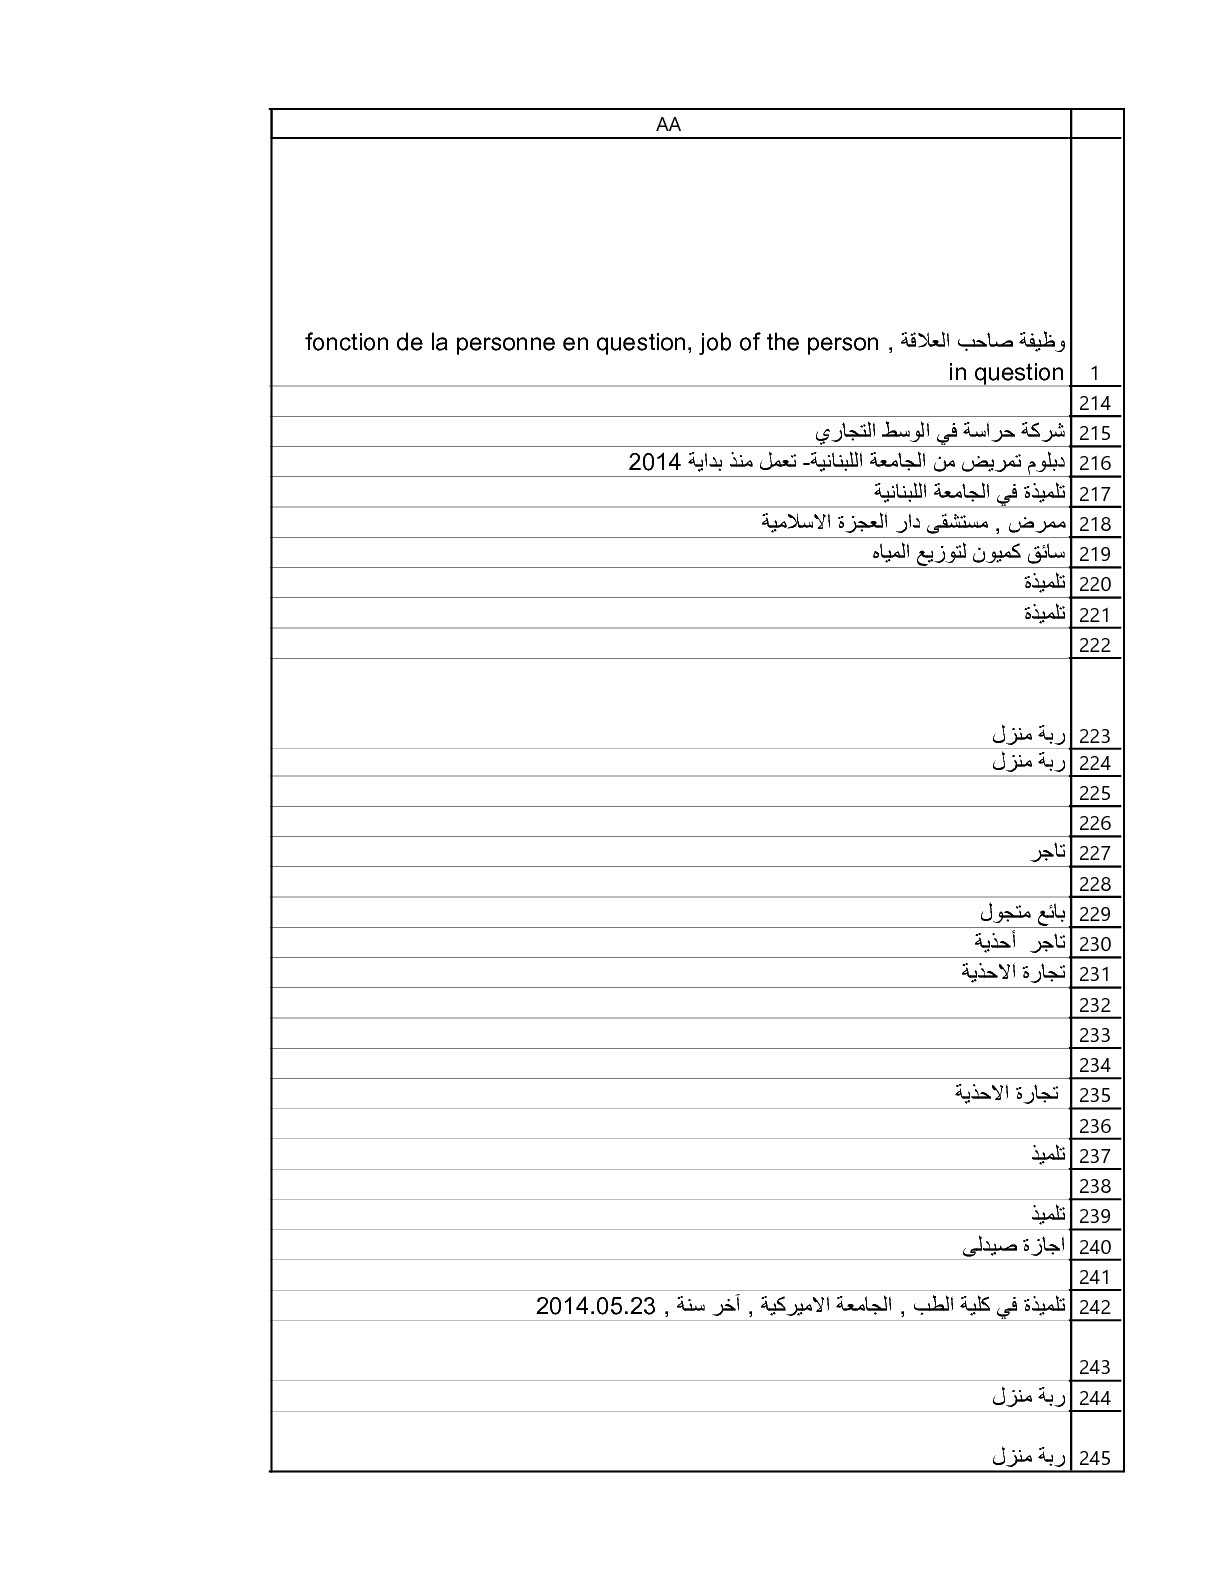 AA
وظيفة صاحب العلاقة , fonction de la personne en question, job of the person
in question 1
214
215 شركة حراسة في الوسط التجاري
216 دبلوم تمريض من الجامعة اللبنانية- تعمل منذ بداية 2014
217 تلميذة في الجامعة اللبنانية
218 ممرض , مستشقى دار العجزة الاسلامية
219 سائق كميون لتوزيع المياه
220 تلميذة
221 تلميذة
222
223 ربة منزل
224 ربة منزل
225
226
227 تاجر
228
229 بائع متجول
230 تاجر  أحذية
231 تجارة الاحذية
232
233
234
235 تجارة الاحذية
236
237 تلميذ
238
239 تلميذ
240 اجازة صيدلى
241
242 تلميذة في كلية الطب , الجامعة الاميركية , آخر سنة , 2014.05.23
243
244 ربة منزل
245 ربة منزل